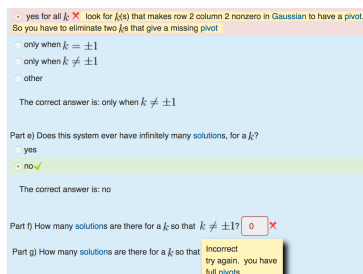 yes for all k ✗ look for k(s) that makes row 2 column 2 nonzero in Gaussian to have a pivot.
So you have to eliminate two ks that give a missing pivot
only when k = ±1
only when k ≠ ±1
other
The correct answer is: only when k ≠ ±1
Part e) Does this system ever have infinitely many solutions, for a k?
yes
no✓
The correct answer is: no
Part f) How many solutions are there for a k so that k ≠ ±1? 0 ✗
Part g) How many solutions are there for a k so that
Incorrect
try again. you have
full pivots